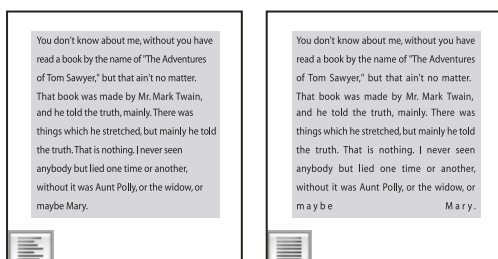 You don't know about me, without you have
read a book by the name of "The Adventures
of Tom Sawyer," but that ain't no matter.
That book was made by Mr. Mark Twain,
and he told the truth, mainly. There was
things which he stretched, but mainly he told
the truth. That is nothing. I never seen
anybody but lied one time or another,
without it was Aunt Polly, or the widow, or
maybe Mary.
You don't know about me, without you have
read a book by the name of "The Adventures
of Tom Sawyer," but that ain't no matter.
That book was made by Mr. Mark Twain,
and he told the truth, mainly. There was
things which he stretched, but mainly he told
the truth. That is nothing. I never seen
anybody but lied one time or another,
without it was Aunt Polly, or the widow, or
maybe Mary.